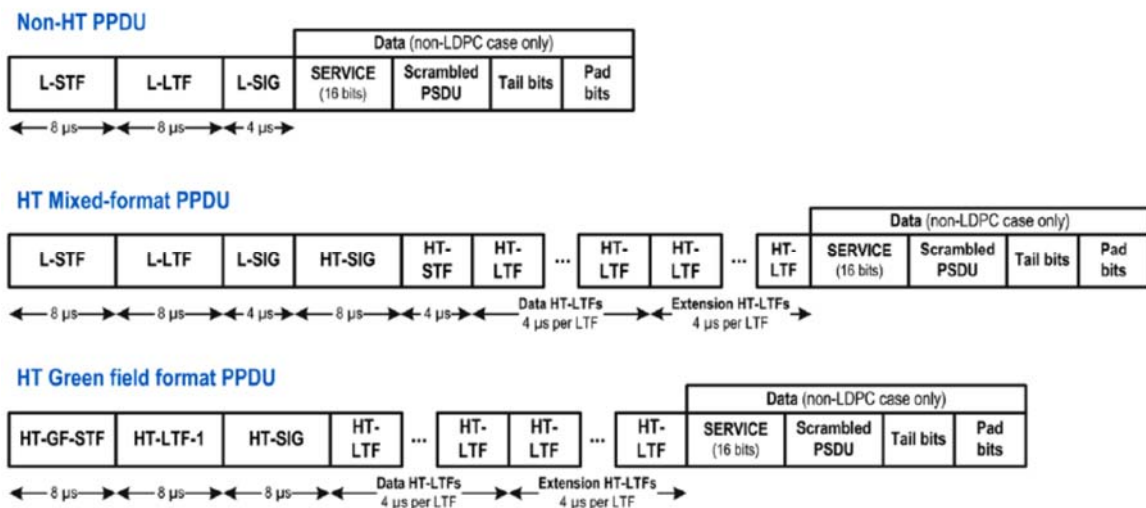 Non-HT PPDU
Data (non-LDPC case only)
L-STF L-LTF L-SIG SERVICE (16 bits) Scrambled PSDU Tail bits Pad bits
8 µs 8 µs 4 µs
HT Mixed-format PPDU
Data (non-LDPC case only)
L-STF L-LTF L-SIG HT-SIG HT-STF HT-LTF ... HT-LTF HT-LTF ... HT-LTF SERVICE (16 bits) Scrambled PSDU Tail bits Pad bits
8 µs 8 µs 4 µs 8 µs 4 µs Data HT-LTFs 4 µs per LTF Extension HT-LTFs 4 µs per LTF
HT Green field format PPDU
Data (non-LDPC case only)
HT-GF-STF HT-LTF-1 HT-SIG HT-LTF ... HT-LTF HT-LTF ... HT-LTF SERVICE (16 bits) Scrambled PSDU Tail bits Pad bits
8 µs 8 µs 8 µs Data HT-LTFs 4 µs per LTF Extension HT-LTFs 4 µs per LTF